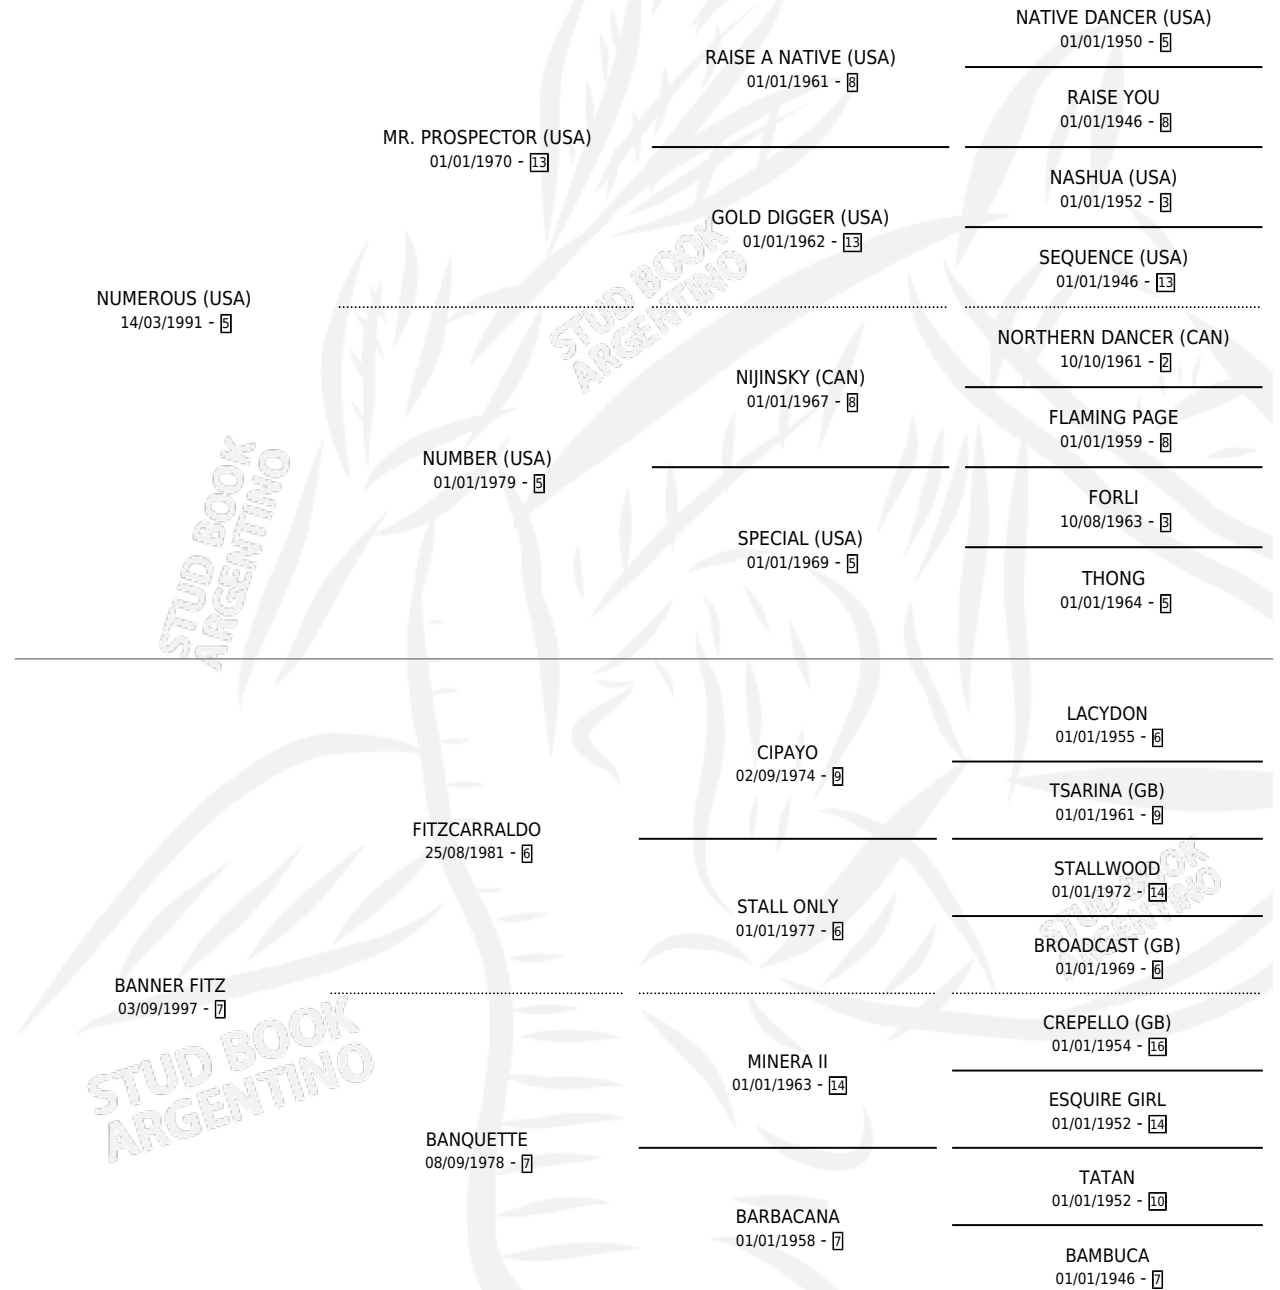 NATIVE DANCER (USA)
01/01/1950 - 5
RAISE A NATIVE (USA)
01/01/1961 - 8
RAISE YOU
01/01/1946 - 8
MR. PROSPECTOR (USA)
01/01/1970 - 13
NASHUA (USA)
01/01/1952 - 3
GOLD DIGGER (USA)
01/01/1962 - 13
SEQUENCE (USA)
01/01/1946 - 13
NUMEROUS (USA)
14/03/1991 - 5
STUD BOOK
ARGENTINO
NORTHERN DANCER (CAN)
10/10/1961 - 2
NIJINSKY (CAN)
01/01/1967 - 8
FLAMING PAGE
01/01/1959 - 8
NUMBER (USA)
01/01/1979 - 5
FORLI
10/08/1963 - 3
SPECIAL (USA)
01/01/1969 - 5
THONG
01/01/1964 - 5
STUD BOOK
ARGENTINO
LACYDON
01/01/1955 - 6
CIPAYO
02/09/1974 - 9
TSARINA (GB)
01/01/1961 - 9
FITZCARRALDO
25/08/1981 - 6
STALLWOOD
01/01/1972 - 14
STALL ONLY
01/01/1977 - 6
BROADCAST (GB)
01/01/1969 - 6
STUD BOOK
ARGENTINO
BANNER FITZ
03/09/1997 - 7
CREPELLO (GB)
01/01/1954 - 16
MINERA II
01/01/1963 - 14
ESQUIRE GIRL
01/01/1952 - 14
BANQUETTE
08/09/1978 - 7
TATAN
01/01/1952 - 10
BARBACANA
01/01/1958 - 7
BAMBUCA
01/01/1946 - 7
STUD BOOK
ARGENTINO